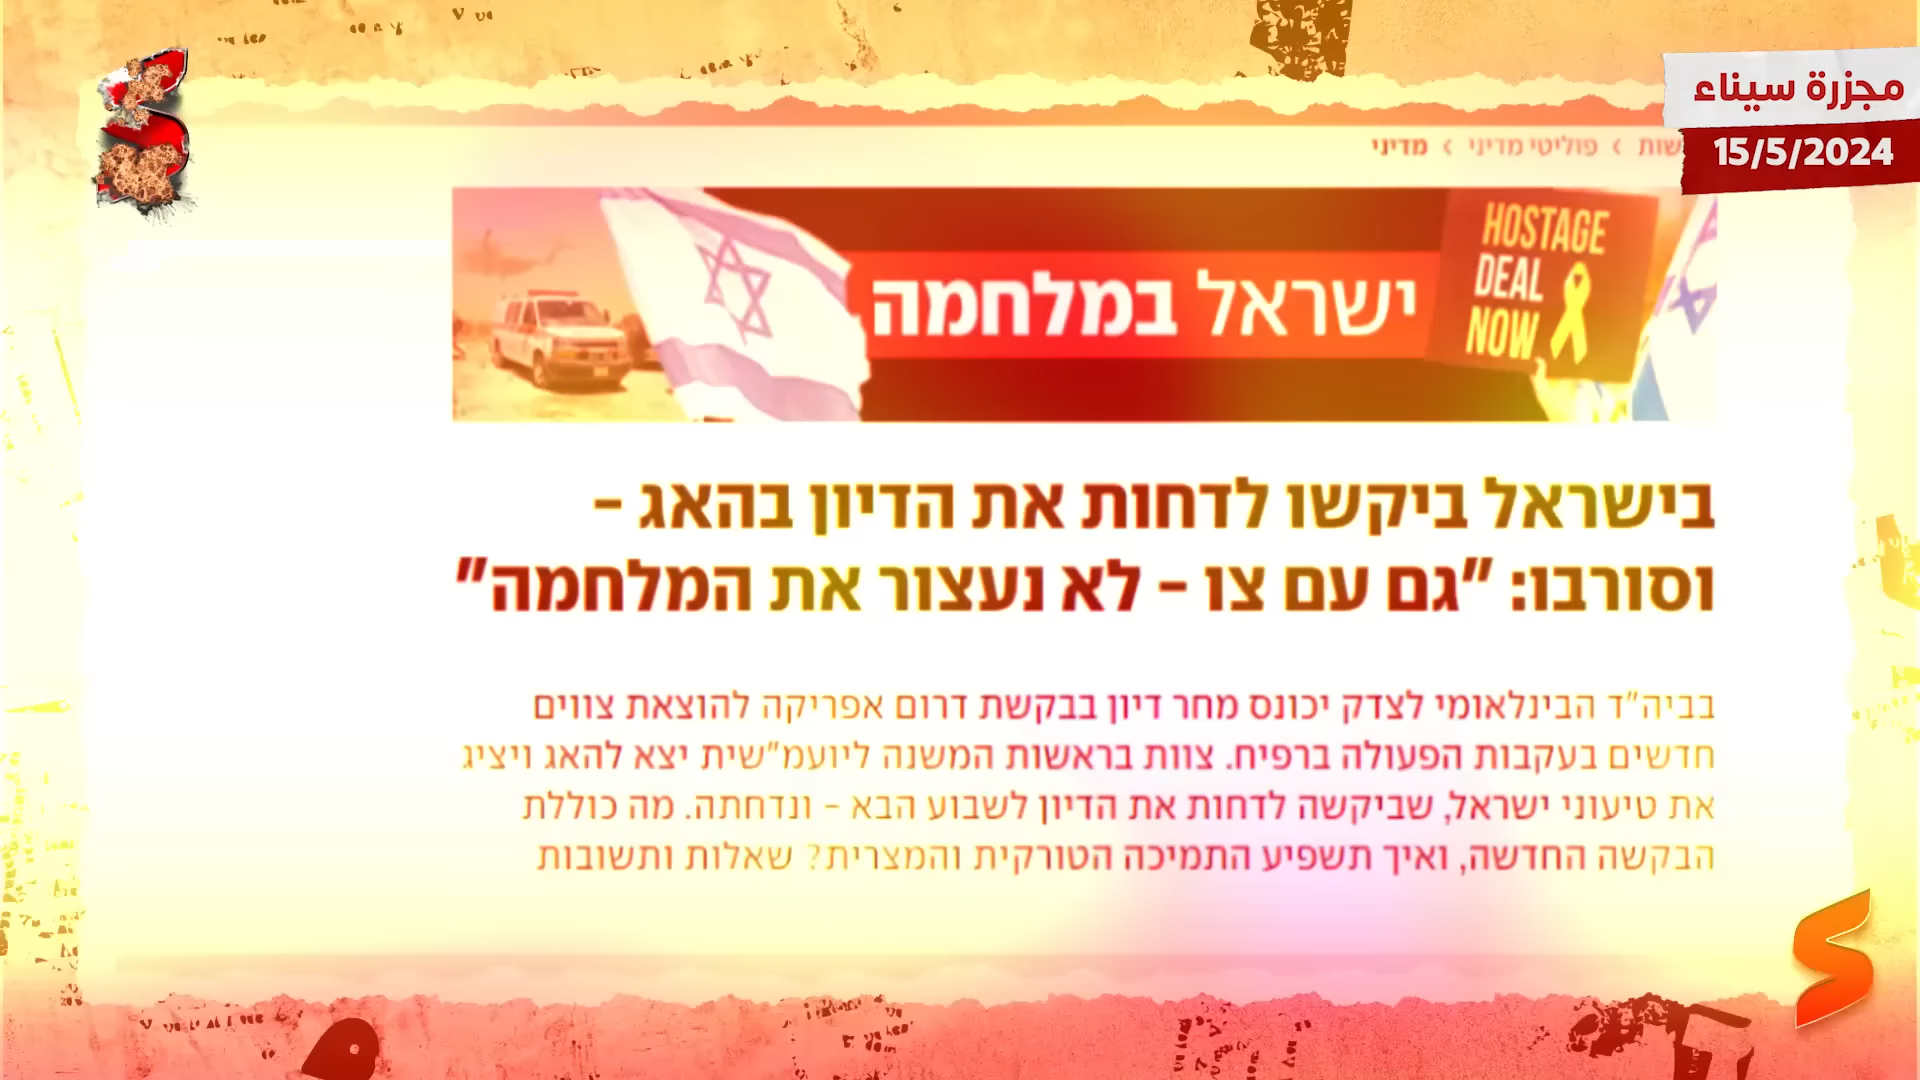 مجزرة سيناء
15/5/2024
שות › פוליטי מדיני › מדיני
ישראל במלחמה
HOSTAGE
DEAL
NOW
בישראל ביקשו לדחות את הדיון בהאג -
וסורבו: "גם עם צו - לא נעצור את המלחמה"
בביה"ד הבינלאומי לצדק יכונס מחר דיון בבקשת דרום אפריקה להוצאת צווים
חדשים בעקבות הפעולה ברפיח. צוות בראשות המשנה ליועמ"שית יצא להאג ויציג
את טיעוני ישראל, שביקשה לדחות את הדיון לשבוע הבא - ונדחתה. מה כוללת
הבקשה החדשה, ואיך תשפיע התמיכה הטורקית והמצרית? שאלות ותשובות